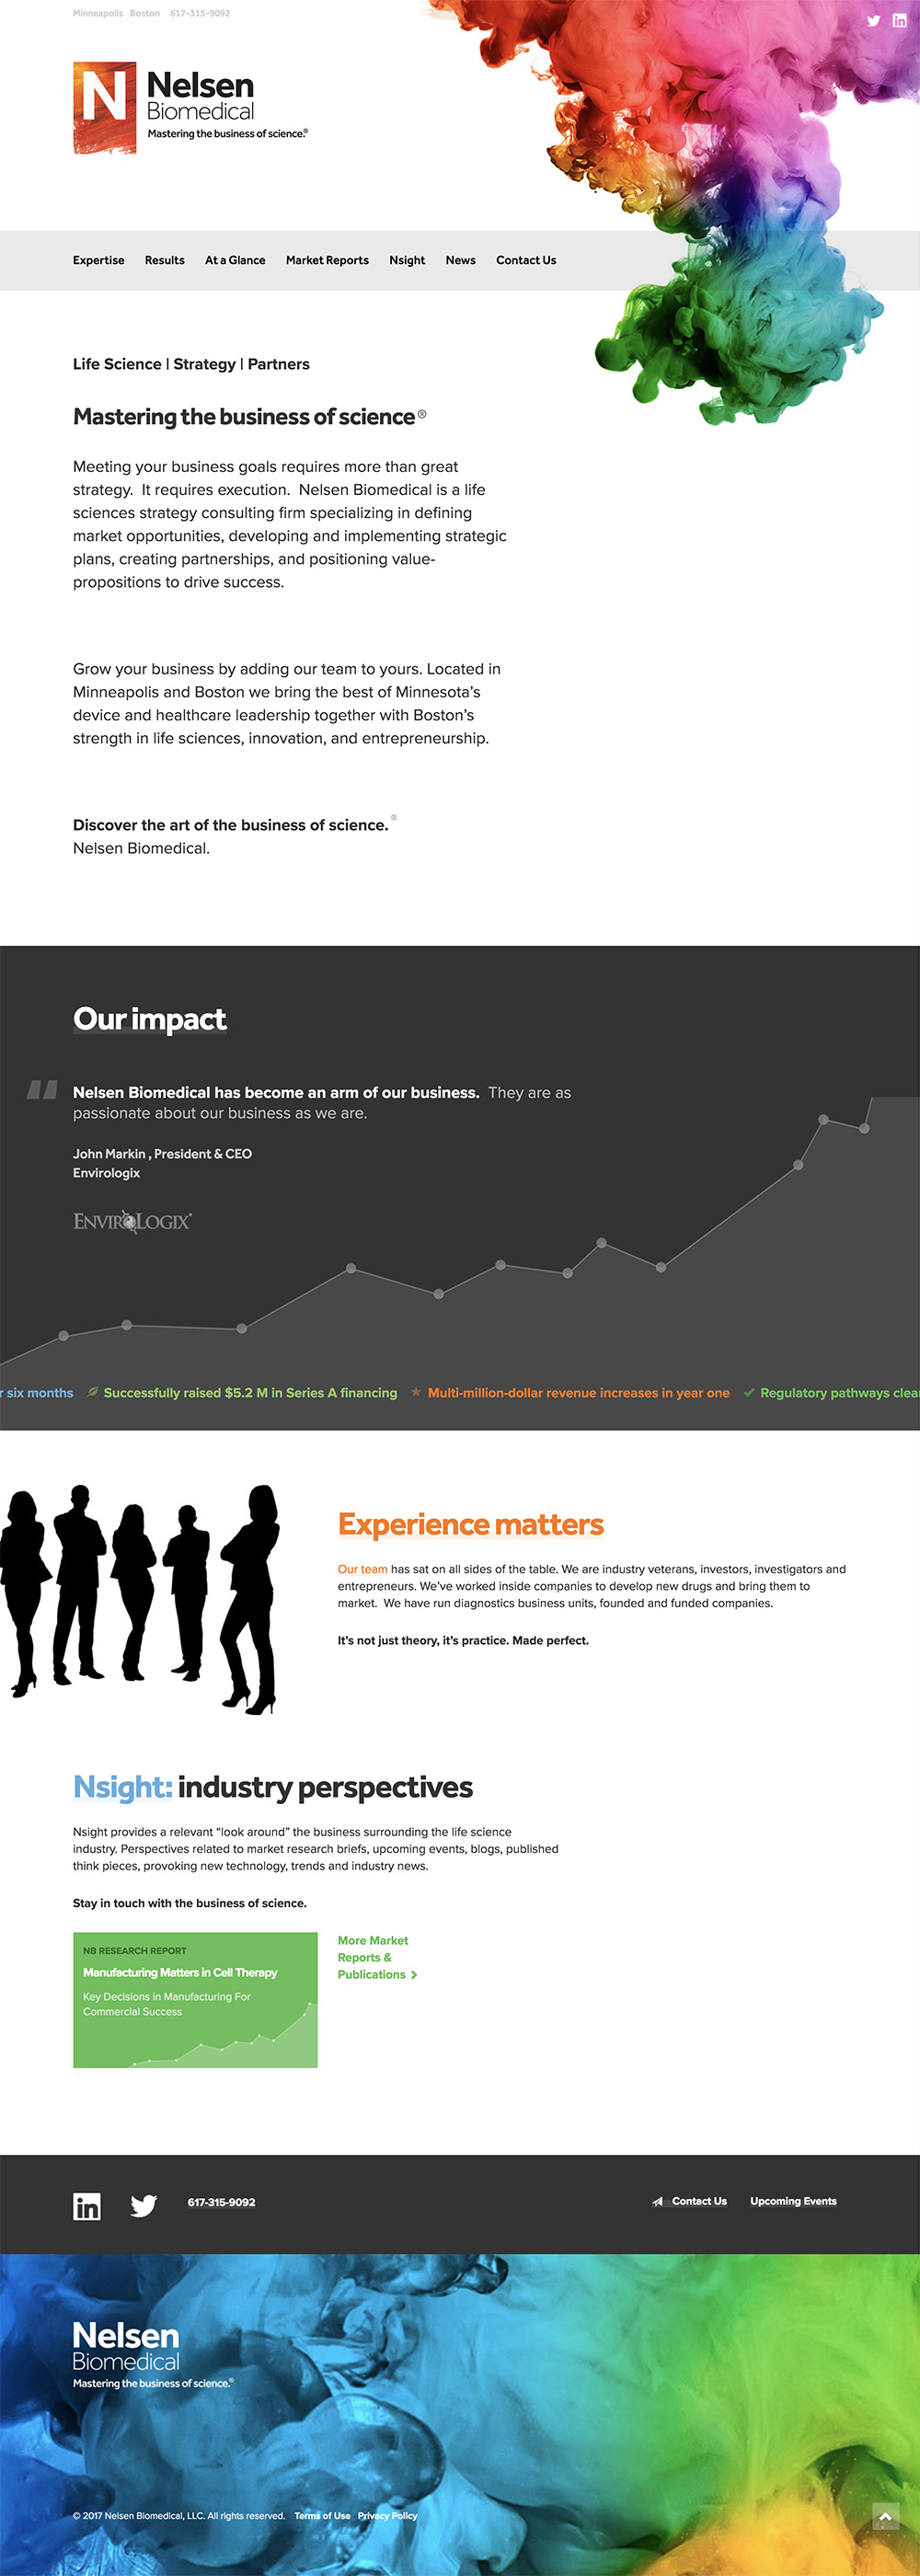 Minneapolis Boston 617-315-9092
N
Nelsen
Biomedical
Mastering the business of science.®
Expertise Results At a Glance Market Reports Nsight News Contact Us
Life Science | Strategy | Partners
Mastering the business of science®
Meeting your business goals requires more than great
strategy. It requires execution. Nelsen Biomedical is a life
sciences strategy consulting firm specializing in defining
market opportunities, developing and implementing strategic
plans, creating partnerships, and positioning value-
propositions to drive success.
Grow your business by adding our team to yours. Located in
Minneapolis and Boston we bring the best of Minnesota’s
device and healthcare leadership together with Boston’s
strength in life sciences, innovation, and entrepreneurship.
Discover the art of the business of science.®
Nelsen Biomedical.
Our impact
Nelsen Biomedical has become an arm of our business. They are as
passionate about our business as we are.
John Markin , President & CEO
Envirologix
ENVIROLOGIX
r six months Successfully raised $5.2 M in Series A financing Multi-million-dollar revenue increases in year one Regulatory pathways clear
Experience matters
Our team has sat on all sides of the table. We are industry veterans, investors, investigators and
entrepreneurs. We’ve worked inside companies to develop new drugs and bring them to
market. We have run diagnostics business units, founded and funded companies.
It’s not just theory, it’s practice. Made perfect.
Nsight: industry perspectives
Nsight provides a relevant “look around” the business surrounding the life science
industry. Perspectives related to market research briefs, upcoming events, blogs, published
think pieces, provoking new technology, trends and industry news.
Stay in touch with the business of science.
NB RESEARCH REPORT
Manufacturing Matters in Cell Therapy
Key Decisions in Manufacturing For
Commercial Success
More Market
Reports &
Publications
617-315-9092 Contact Us Upcoming Events
Nelsen
Biomedical
Mastering the business of science.®
© 2017 Nelsen Biomedical, LLC. All rights reserved. Terms of Use Privacy Policy